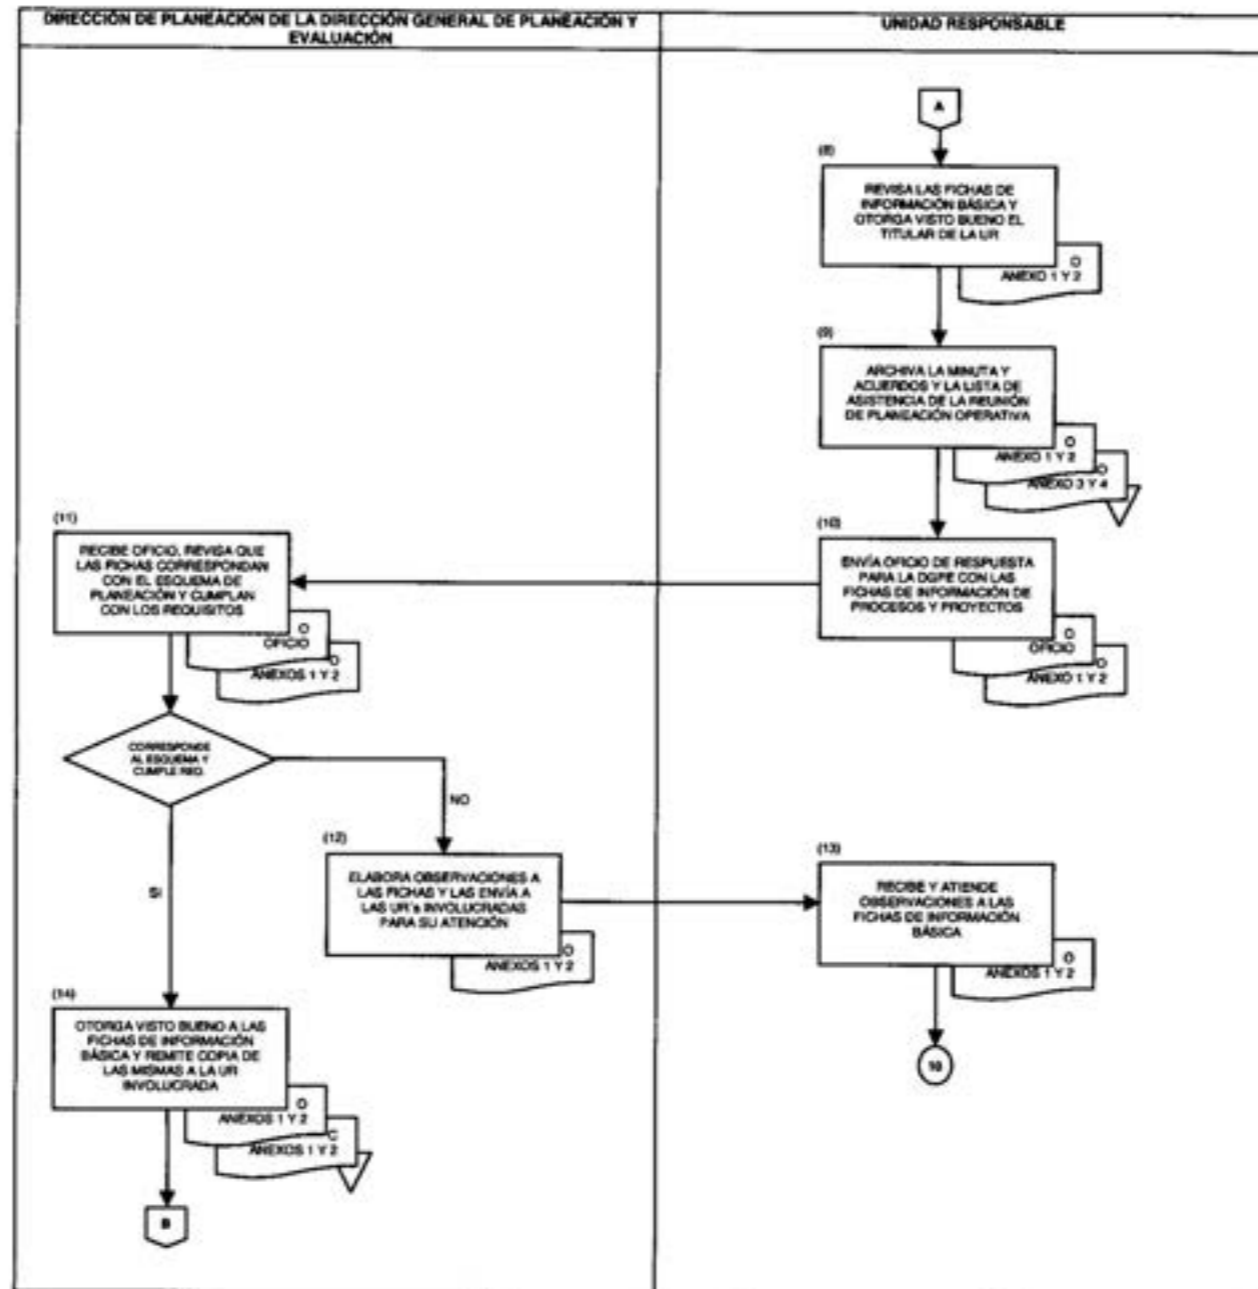 DIRECCIÓN DE PLANEACIÓN DE LA DIRECCIÓN GENERAL DE PLANEACIÓN Y
EVALUACIÓN
UNIDAD RESPONSABLE
A
(8)
REVISA LAS FICHAS DE
INFORMACIÓN BÁSICA Y
OTORGA VISTO BUENO EL
TITULAR DE LA UR
O
ANEXO 1 Y 2
(9)
ARCHIVA LA MINUTA Y
ACUERDOS Y LA LISTA DE
ASISTENCIA DE LA REUNIÓN
DE PLANEACIÓN OPERATIVA
O
ANEXO 1 Y 2
O
ANEXO 3 Y 4
(10)
ENVÍA OFICIO DE RESPUESTA
PARA LA DGPE CON LAS
FICHAS DE INFORMACIÓN DE
PROCESOS Y PROYECTOS
O
OFICIO
O
ANEXO 1 Y 2
(11)
RECIBE OFICIO, REVISA QUE
LAS FICHAS CORRESPONDAN
CON EL ESQUEMA DE
PLANEACIÓN Y CUMPLAN
CON LOS REQUISITOS
O
OFICIO
O
ANEXOS 1 Y 2
CORRESPONDE
AL ESQUEMA Y
CUMPLE REQ.
NO
SI
(12)
ELABORA OBSERVACIONES A
LAS FICHAS Y LAS ENVÍA A
LAS UR's INVOLUCRADAS
PARA SU ATENCIÓN
O
ANEXOS 1 Y 2
(13)
RECIBE Y ATIENDE
OBSERVACIONES A LAS
FICHAS DE INFORMACIÓN
BÁSICA
O
ANEXOS 1 Y 2
10
(14)
OTORGA VISTO BUENO A LAS
FICHAS DE INFORMACIÓN
BÁSICA Y REMITE COPIA DE
LAS MISMAS A LA UR
INVOLUCRADA
O
ANEXOS 1 Y 2
C
ANEXOS 1 Y 2
B